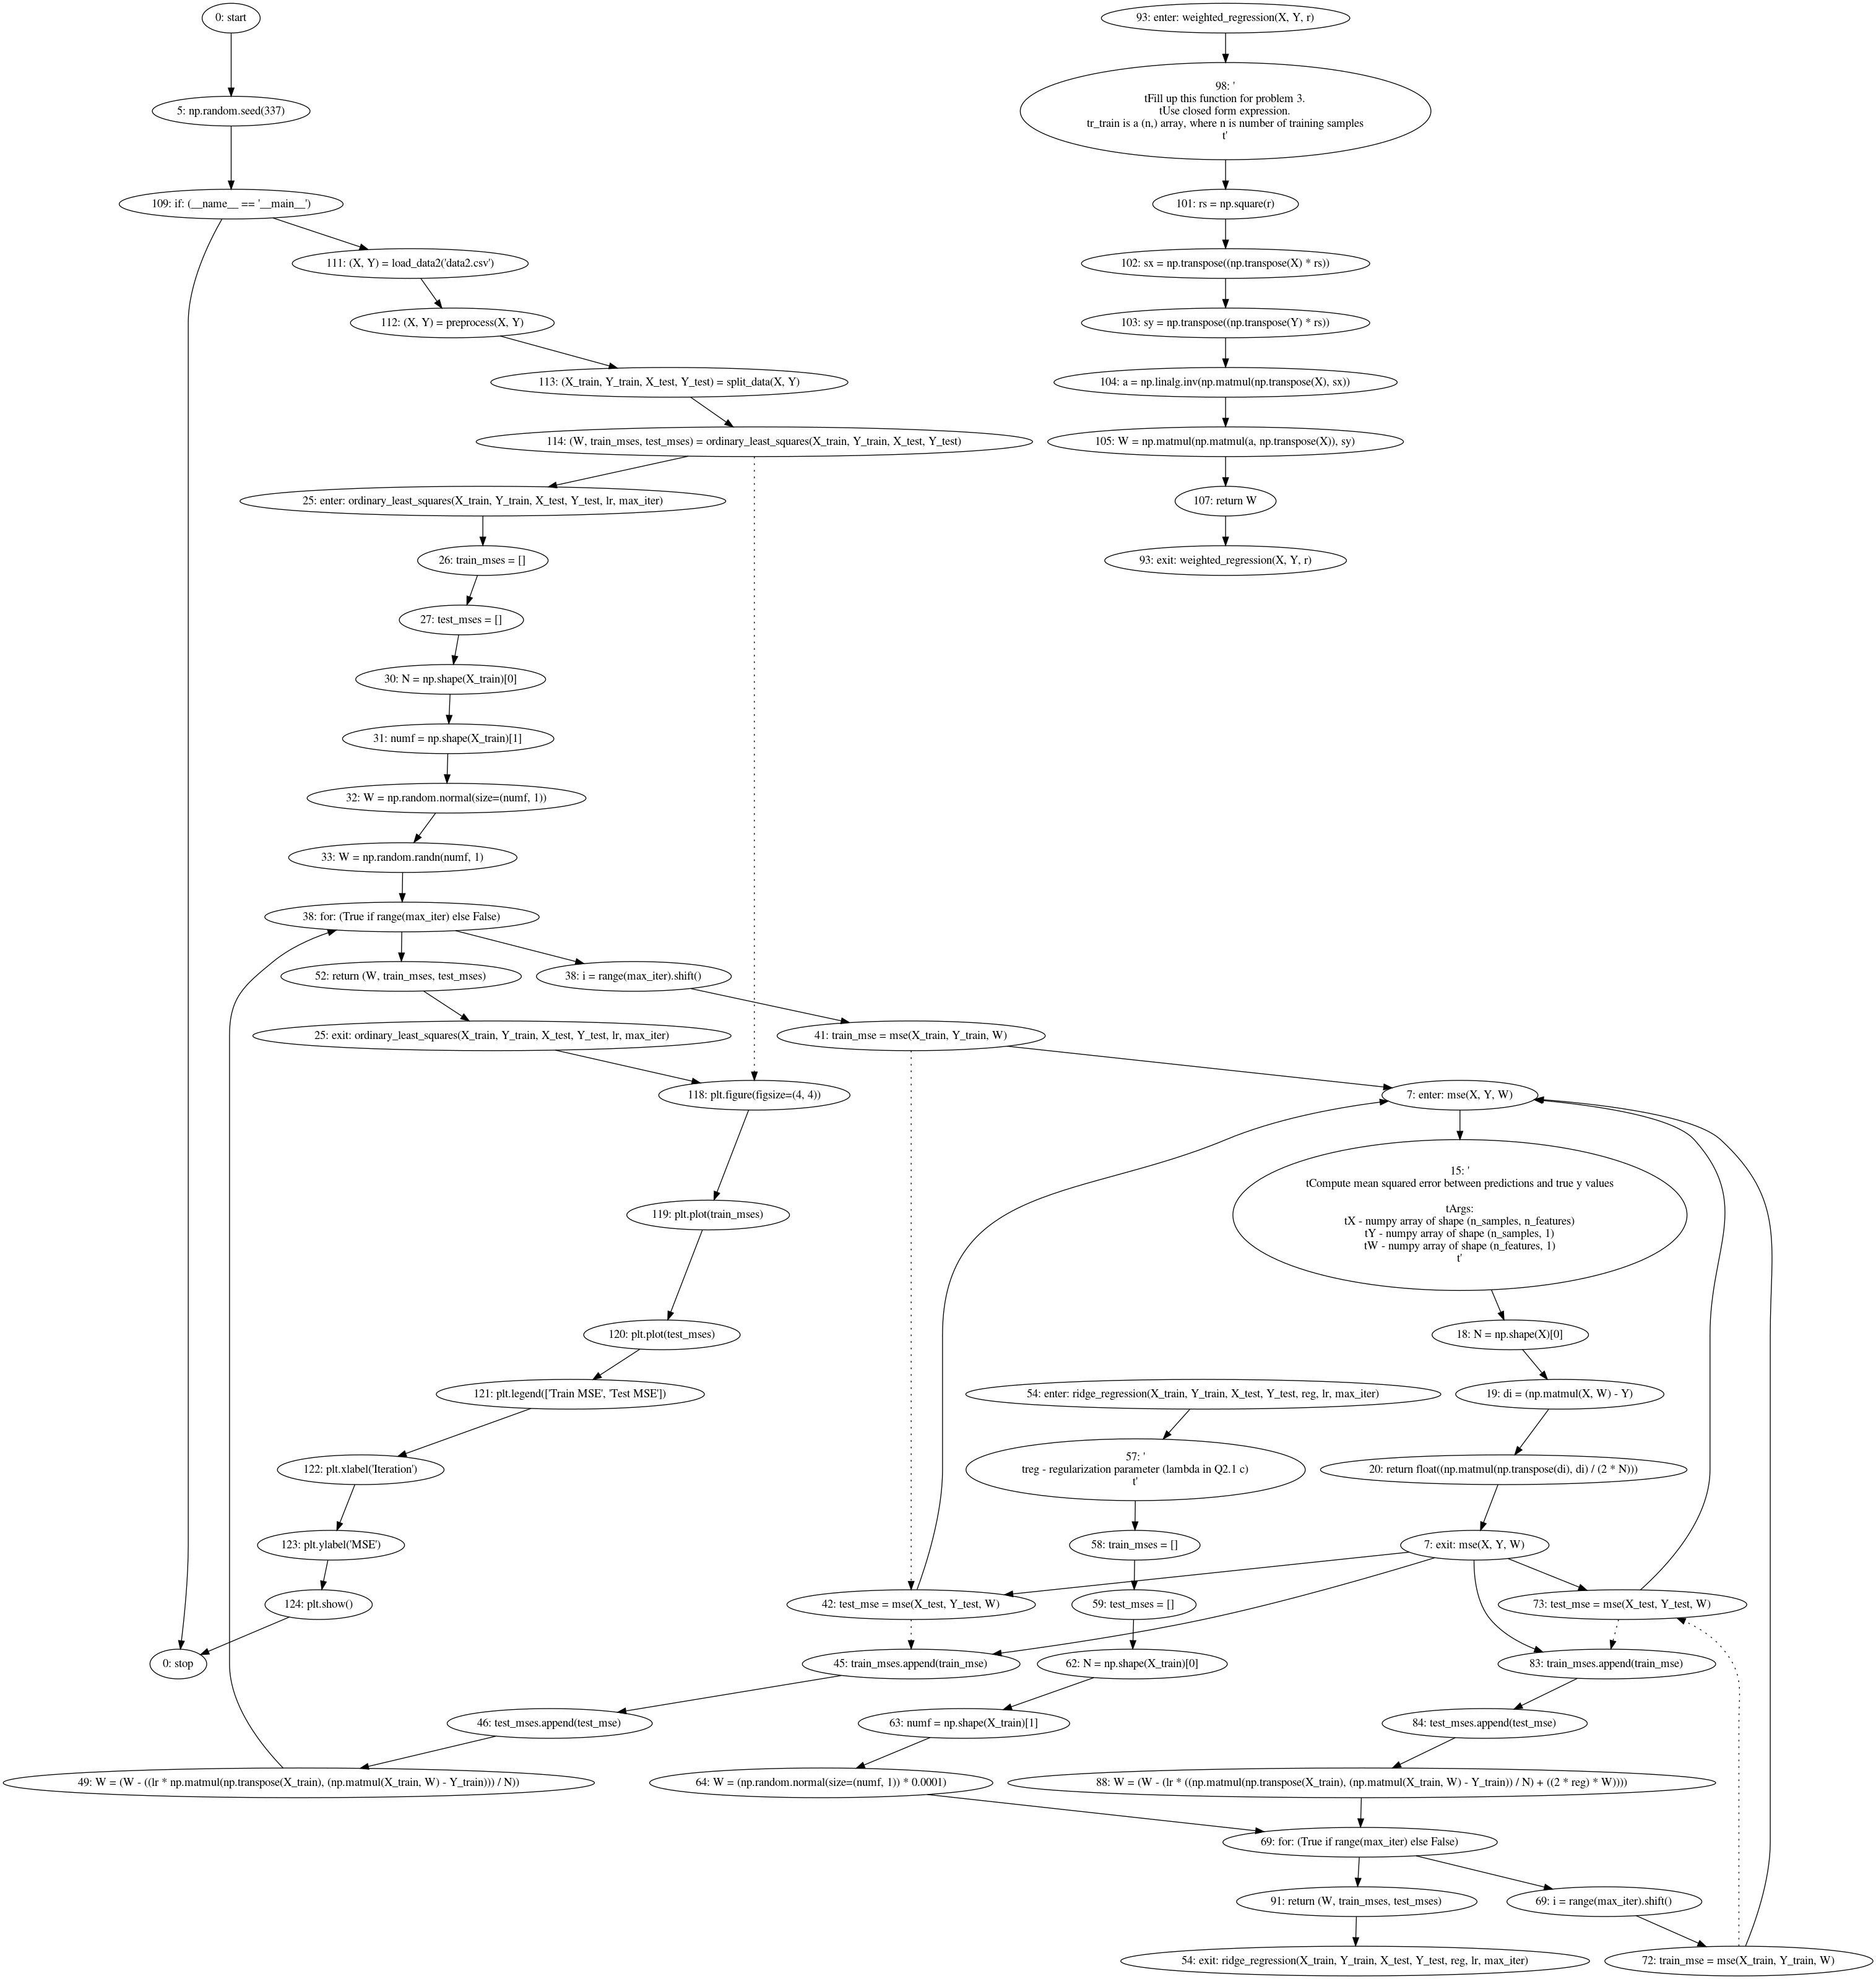 0: start
5: np.random.seed(337)
109: if: (__name__ == '__main__')
111: (X, Y) = load_data2('data2.csv')
112: (X, Y) = preprocess(X, Y)
113: (X_train, Y_train, X_test, Y_test) = split_data(X, Y)
114: (W, train_mses, test_mses) = ordinary_least_squares(X_train, Y_train, X_test, Y_test)
25: enter: ordinary_least_squares(X_train, Y_train, X_test, Y_test, lr, max_iter)
26: train_mses = []
27: test_mses = []
30: N = np.shape(X_train)[0]
31: numf = np.shape(X_train)[1]
32: W = np.random.normal(size=(numf, 1))
33: W = np.random.randn(numf, 1)
38: for: (True if range(max_iter) else False)
52: return (W, train_mses, test_mses)
38: i = range(max_iter).shift()
25: exit: ordinary_least_squares(X_train, Y_train, X_test, Y_test, lr, max_iter)
41: train_mse = mse(X_train, Y_train, W)
118: plt.figure(figsize=(4, 4))
119: plt.plot(train_mses)
120: plt.plot(test_mses)
121: plt.legend(['Train MSE', 'Test MSE'])
122: plt.xlabel('Iteration')
123: plt.ylabel('MSE')
124: plt.show()
0: stop
93: enter: weighted_regression(X, Y, r)
98: '
tFill up this function for problem 3.
tUse closed form expression.
tr_train is a (n,) array, where n is number of training samples
t'
101: rs = np.square(r)
102: sx = np.transpose((np.transpose(X) * rs))
103: sy = np.transpose((np.transpose(Y) * rs))
104: a = np.linalg.inv(np.matmul(np.transpose(X), sx))
105: W = np.matmul(np.matmul(a, np.transpose(X)), sy)
107: return W
93: exit: weighted_regression(X, Y, r)
7: enter: mse(X, Y, W)
15: '
tCompute mean squared error between predictions and true y values
tArgs:
tX - numpy array of shape (n_samples, n_features)
tY - numpy array of shape (n_samples, 1)
tW - numpy array of shape (n_features, 1)
t'
18: N = np.shape(X)[0]
19: di = (np.matmul(X, W) - Y)
20: return float((np.matmul(np.transpose(di), di) / (2 * N)))
7: exit: mse(X, Y, W)
42: test_mse = mse(X_test, Y_test, W)
45: train_mses.append(train_mse)
46: test_mses.append(test_mse)
49: W = (W - ((lr * np.matmul(np.transpose(X_train), (np.matmul(X_train, W) - Y_train))) / N))
54: enter: ridge_regression(X_train, Y_train, X_test, Y_test, reg, lr, max_iter)
57: '
treg - regularization parameter (lambda in Q2.1 c)
t'
58: train_mses = []
59: test_mses = []
62: N = np.shape(X_train)[0]
63: numf = np.shape(X_train)[1]
64: W = (np.random.normal(size=(numf, 1)) * 0.0001)
73: test_mse = mse(X_test, Y_test, W)
83: train_mses.append(train_mse)
84: test_mses.append(test_mse)
88: W = (W - (lr * ((np.matmul(np.transpose(X_train), (np.matmul(X_train, W) - Y_train)) / N) + ((2 * reg) * W))))
69: for: (True if range(max_iter) else False)
91: return (W, train_mses, test_mses)
69: i = range(max_iter).shift()
54: exit: ridge_regression(X_train, Y_train, X_test, Y_test, reg, lr, max_iter)
72: train_mse = mse(X_train, Y_train, W)